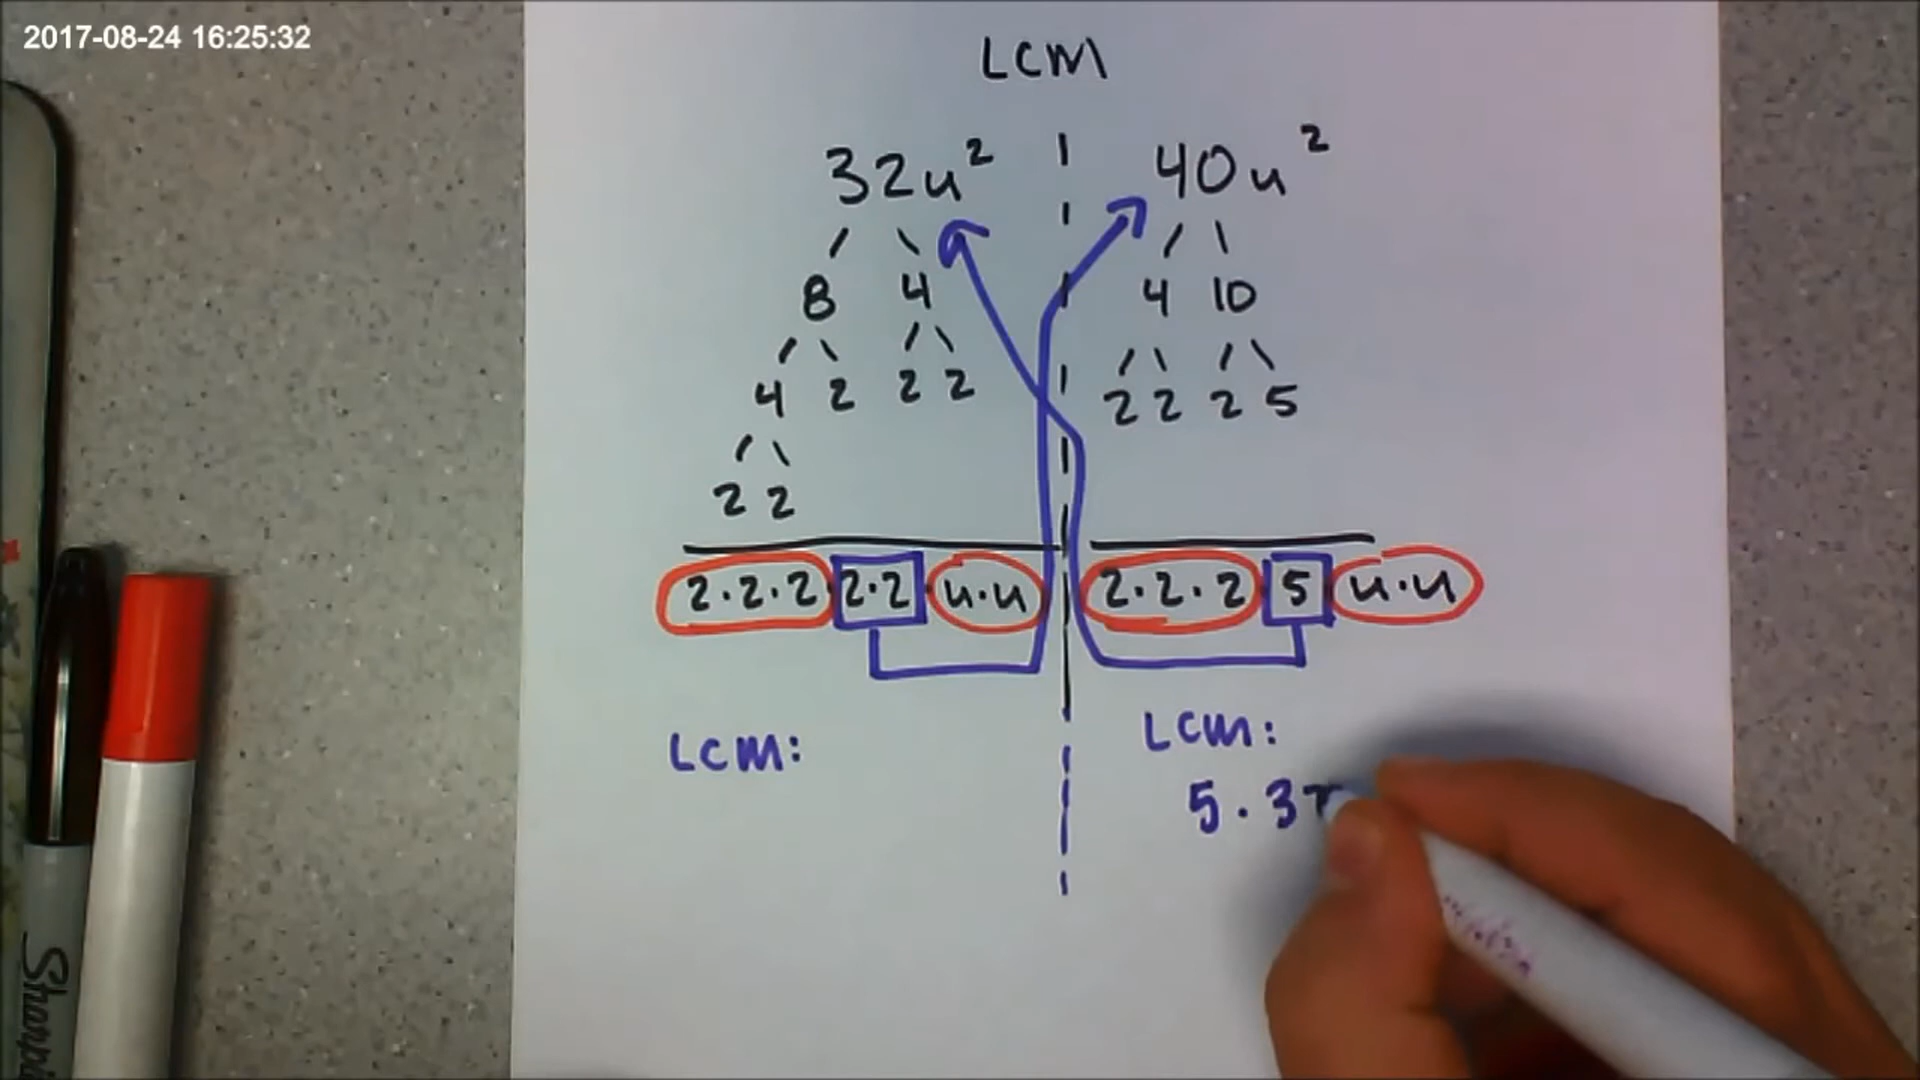 2017-08-24 16:25:32
LCM
32u² 40u²
8 4 4 10
4 2 2 2 2 2 2 5
2 2
2·2·2·2·2·u·u 2·2·2·5·u·u
LCM: LCM:
5·3
Sharpie